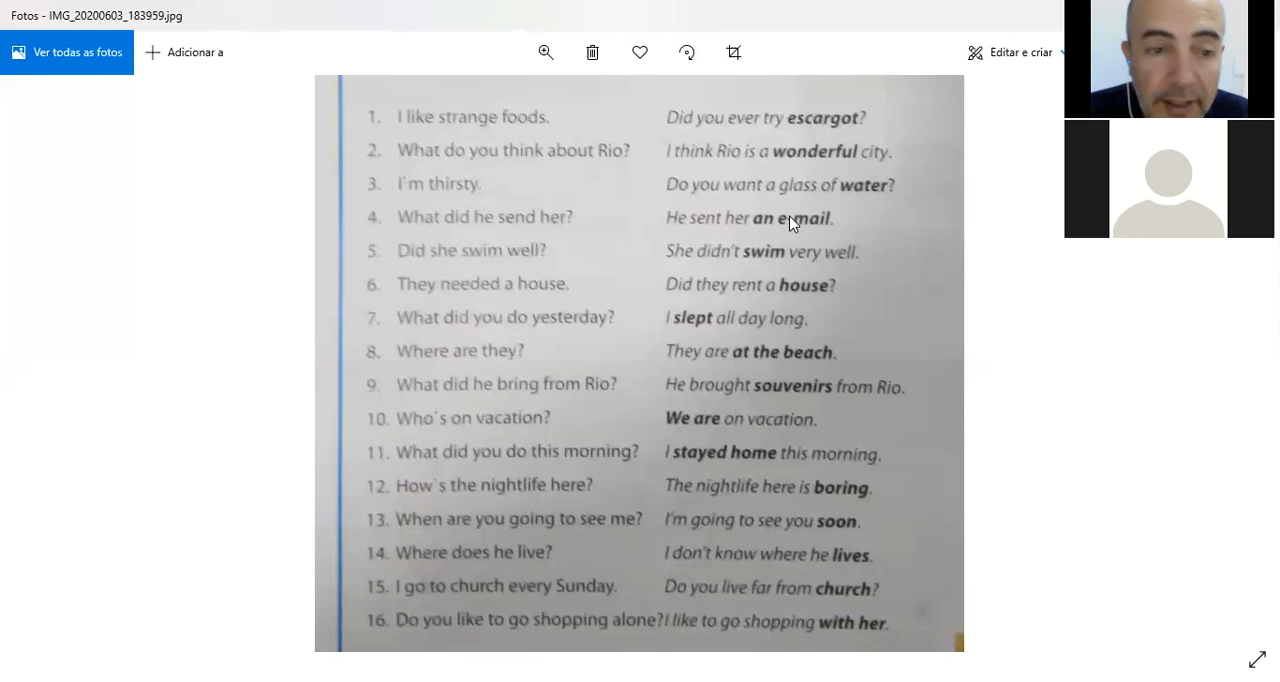 Fotos - IMG_20200603_183959.jpg
Ver todas as fotos
Adicionar a
Editar e criar
1. I like strange foods. Did you ever try escargot?
2. What do you think about Rio? I think Rio is a wonderful city.
3. I`m thirsty. Do you want a glass of water?
4. What did he send her? He sent her an e-mail.
5. Did she swim well? She didn't swim very well.
6. They needed a house. Did they rent a house?
7. What did you do yesterday? I slept all day long.
8. Where are they? They are at the beach.
9. What did he bring from Rio? He brought souvenirs from Rio.
10. Who`s on vacation? We are on vacation.
11. What did you do this morning? I stayed home this morning.
12. How`s the nightlife here? The nightlife here is boring.
13. When are you going to see me? I'm going to see you soon.
14. Where does he live? I don't know where he lives.
15. I go to church every Sunday. Do you live far from church?
16. Do you like to go shopping alone? I like to go shopping with her.